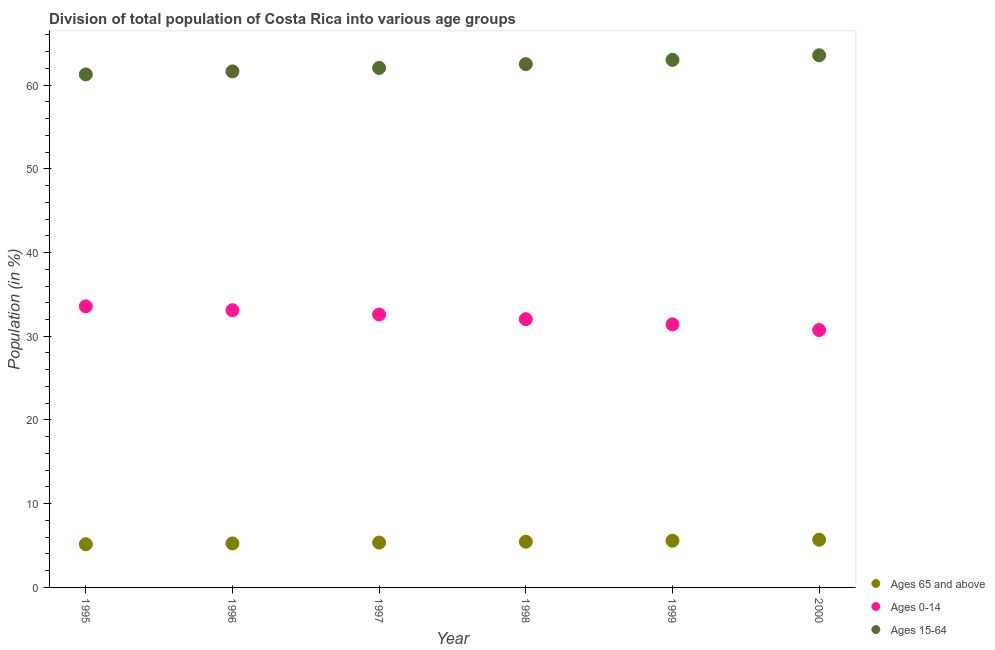 Division of total population of Costa Rica into various age groups
Population (in %)
60
50
40
30
20
10
0
1995
1996
1997
1998
1999
2000
Year
Ages 65 and above
Ages 0-14
Ages 15-64